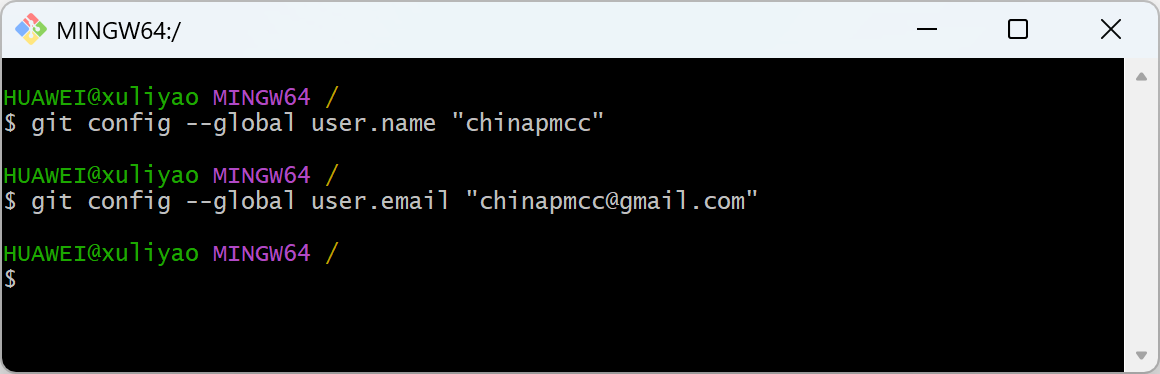 MINGW64:/
HUAWEI@xuliyao MINGW64 /
$ git config --global user.name "chinapmcc"
HUAWEI@xuliyao MINGW64 /
$ git config --global user.email "chinapmcc@gmail.com"
HUAWEI@xuliyao MINGW64 /
$